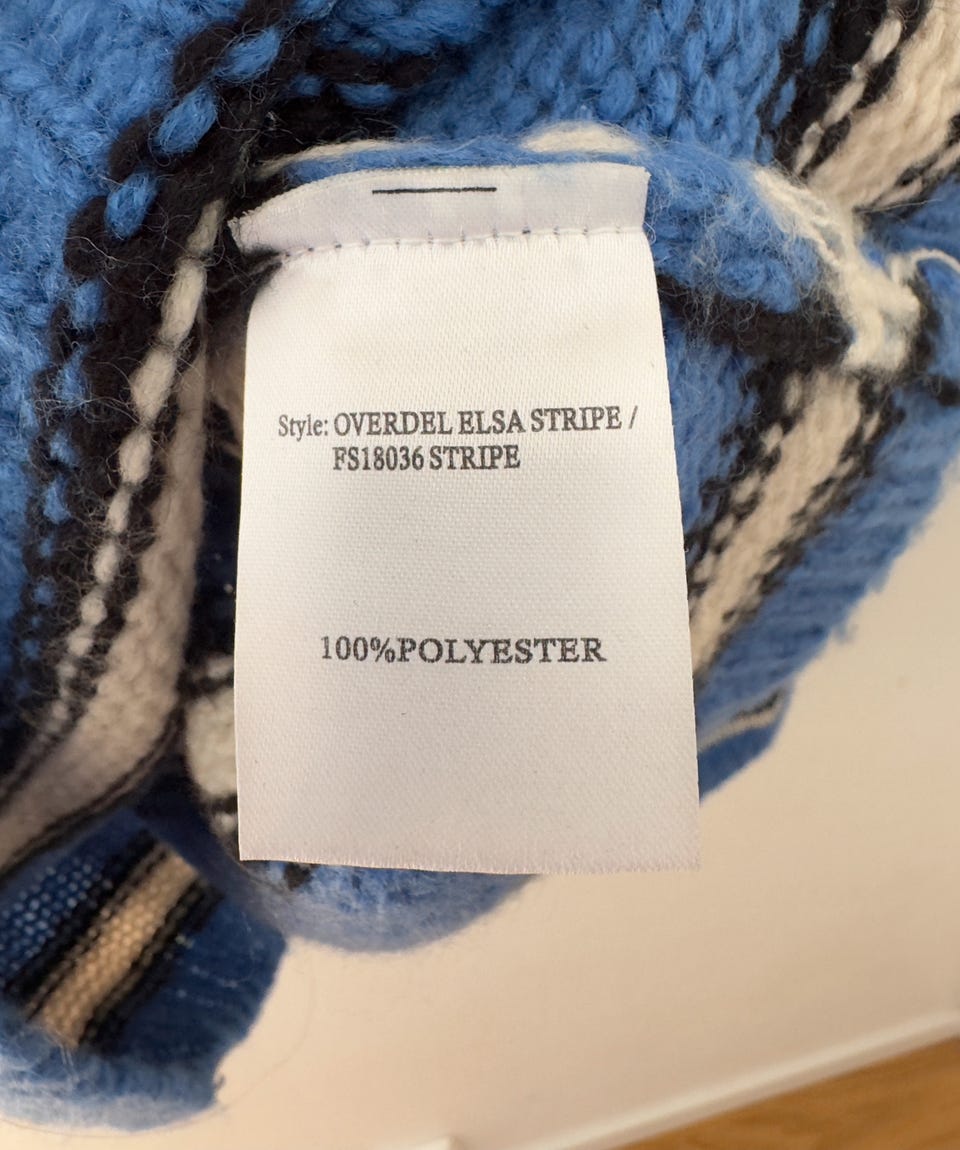 Style: OVERDEL ELSA STRIPE /
FS18036 STRIPE
100%POLYESTER